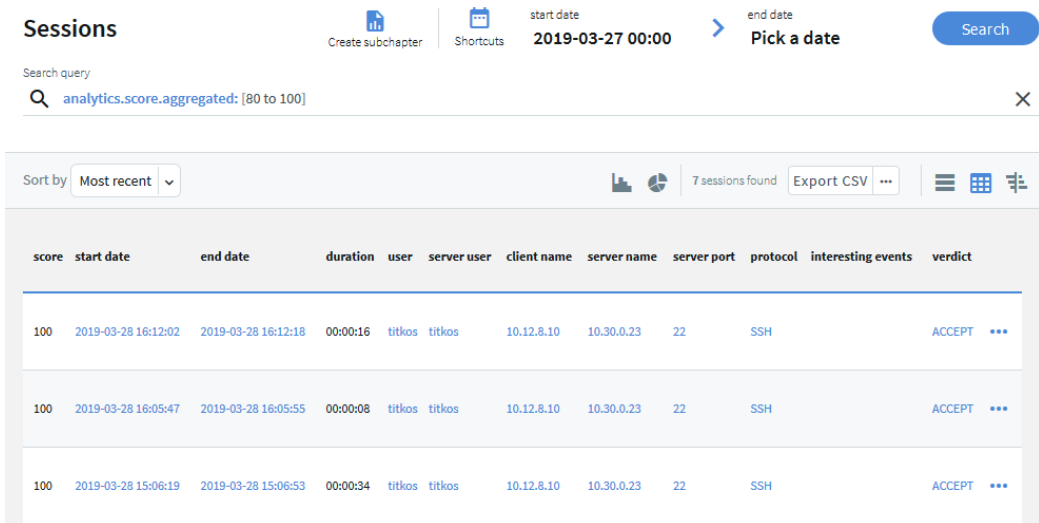 Sessions
Create subchapter
Shortcuts
start date
2019-03-27 00:00
end date
Pick a date
Search
Search query
analytics.score.aggregated: [80 to 100]
Sort by Most recent
7 sessions found
Export CSV
score start date end date duration user server user client name server name server port protocol interesting events verdict
100 2019-03-28 16:12:02 2019-03-28 16:12:18 00:00:16 titkos titkos 10.12.8.10 10.30.0.23 22 SSH ACCEPT
100 2019-03-28 16:05:47 2019-03-28 16:05:55 00:00:08 titkos titkos 10.12.8.10 10.30.0.23 22 SSH ACCEPT
100 2019-03-28 15:06:19 2019-03-28 15:06:53 00:00:34 titkos titkos 10.12.8.10 10.30.0.23 22 SSH ACCEPT